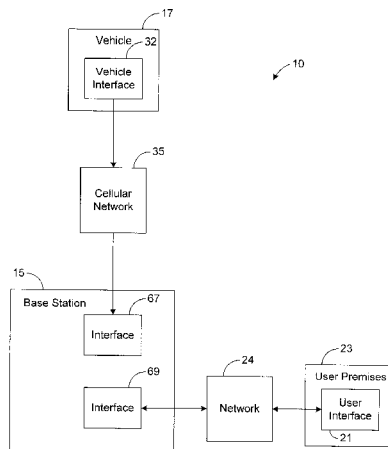 17
Vehicle
32
Vehicle
Interface
10
35
Cellular
Network
15
Base Station
67
Interface
69
Interface
24
Network
23
User Premises
User
Interface
21